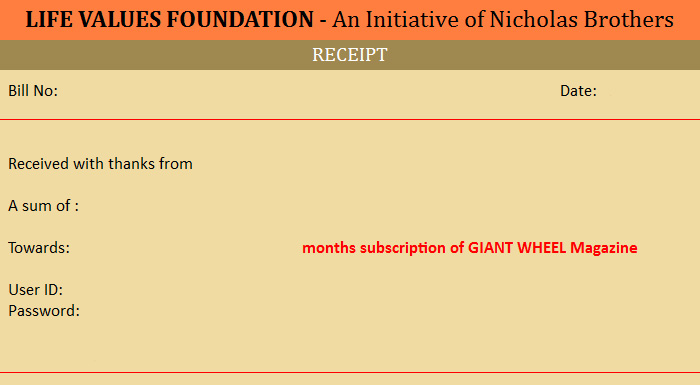 LIFE VALUES FOUNDATION - An Initiative of Nicholas Brothers
RECEIPT
Bill No: Date:
Received with thanks from
A sum of :
Towards: months subscription of GIANT WHEEL Magazine
User ID:
Password: